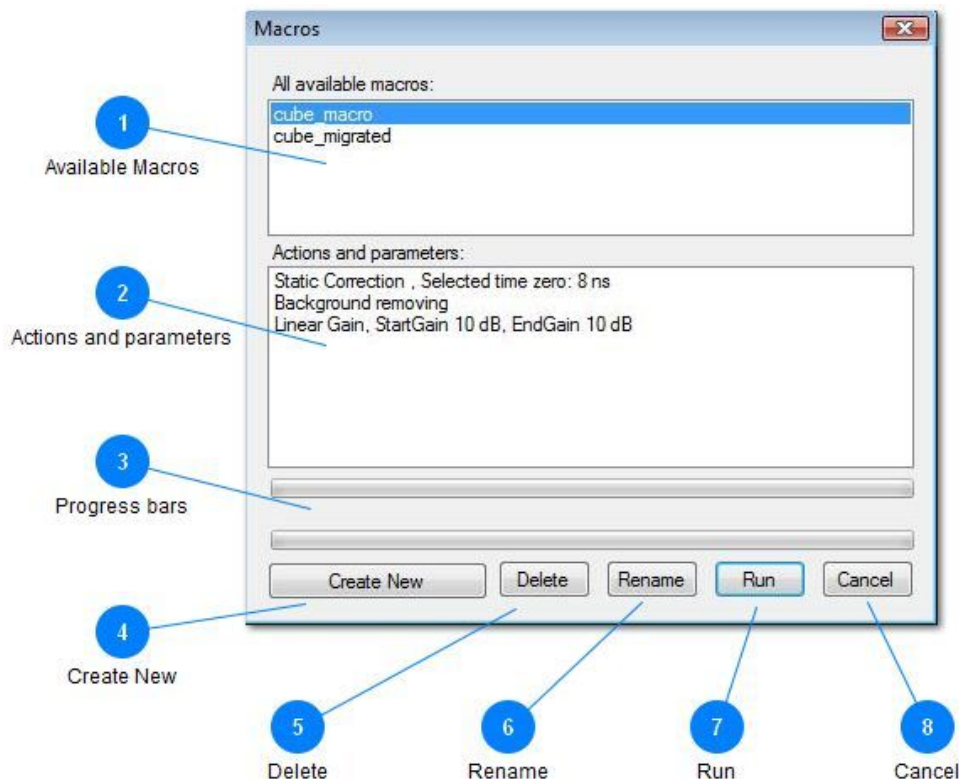 Macros
All available macros:
cube_macro
cube_migrated
1
Available Macros
Actions and parameters:
Static Correction , Selected time zero: 8 ns
Background removing
Linear Gain, StartGain 10 dB, EndGain 10 dB
2
Actions and parameters
3
Progress bars
Create New Delete Rename Run Cancel
4
Create New
5 6 7 8
Delete Rename Run Cancel